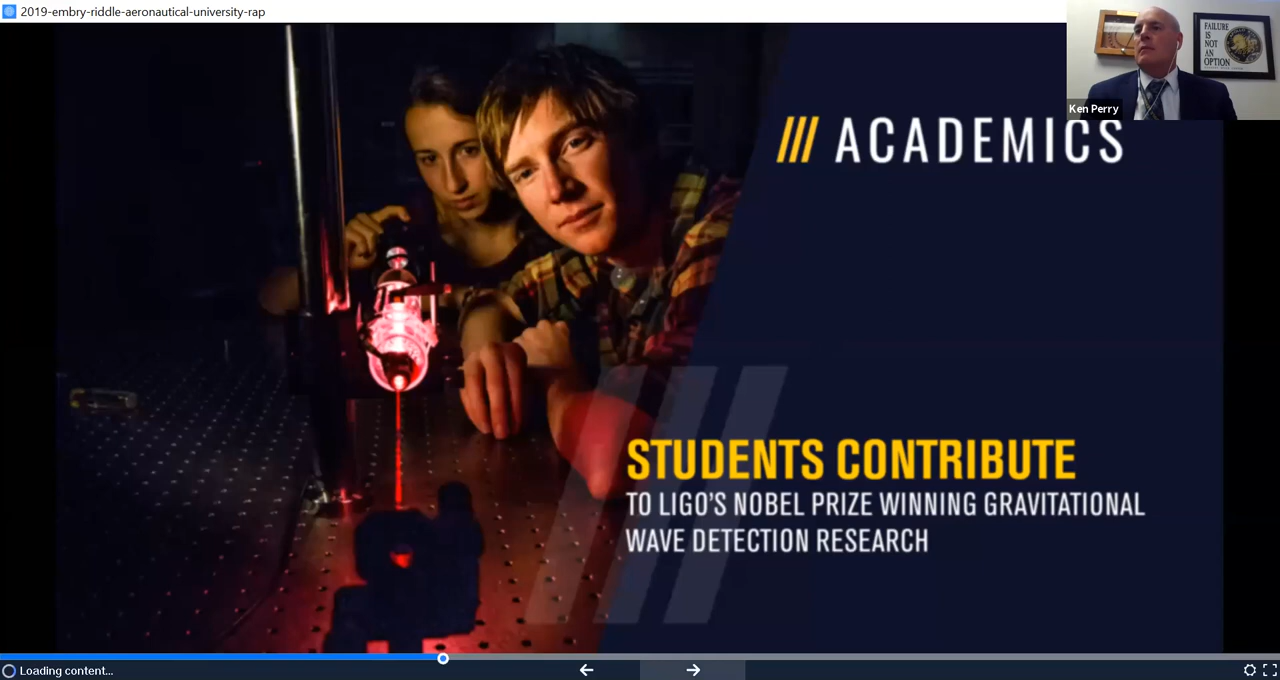 2019-embry-riddle-aeronautical-university-rap
FAILURE
IS
NOT
AN
OPTION
Ken Perry
/// ACADEMICS
STUDENTS CONTRIBUTE
TO LIGO'S NOBEL PRIZE WINNING GRAVITATIONAL
WAVE DETECTION RESEARCH
Loading content...